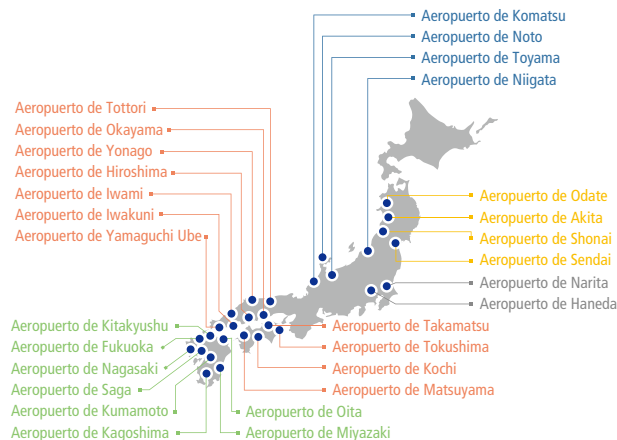 Aeropuerto de Komatsu
Aeropuerto de Noto
Aeropuerto de Toyama
Aeropuerto de Niigata
Aeropuerto de Tottori
Aeropuerto de Okayama
Aeropuerto de Yonago
Aeropuerto de Hiroshima
Aeropuerto de Iwami
Aeropuerto de Iwakuni
Aeropuerto de Yamaguchi Ube
Aeropuerto de Odate
Aeropuerto de Akita
Aeropuerto de Shonai
Aeropuerto de Sendai
Aeropuerto de Narita
Aeropuerto de Haneda
Aeropuerto de Takamatsu
Aeropuerto de Tokushima
Aeropuerto de Kochi
Aeropuerto de Matsuyama
Aeropuerto de Kitakyushu
Aeropuerto de Fukuoka
Aeropuerto de Nagasaki
Aeropuerto de Saga
Aeropuerto de Kumamoto
Aeropuerto de Kagoshima
Aeropuerto de Oita
Aeropuerto de Miyazaki